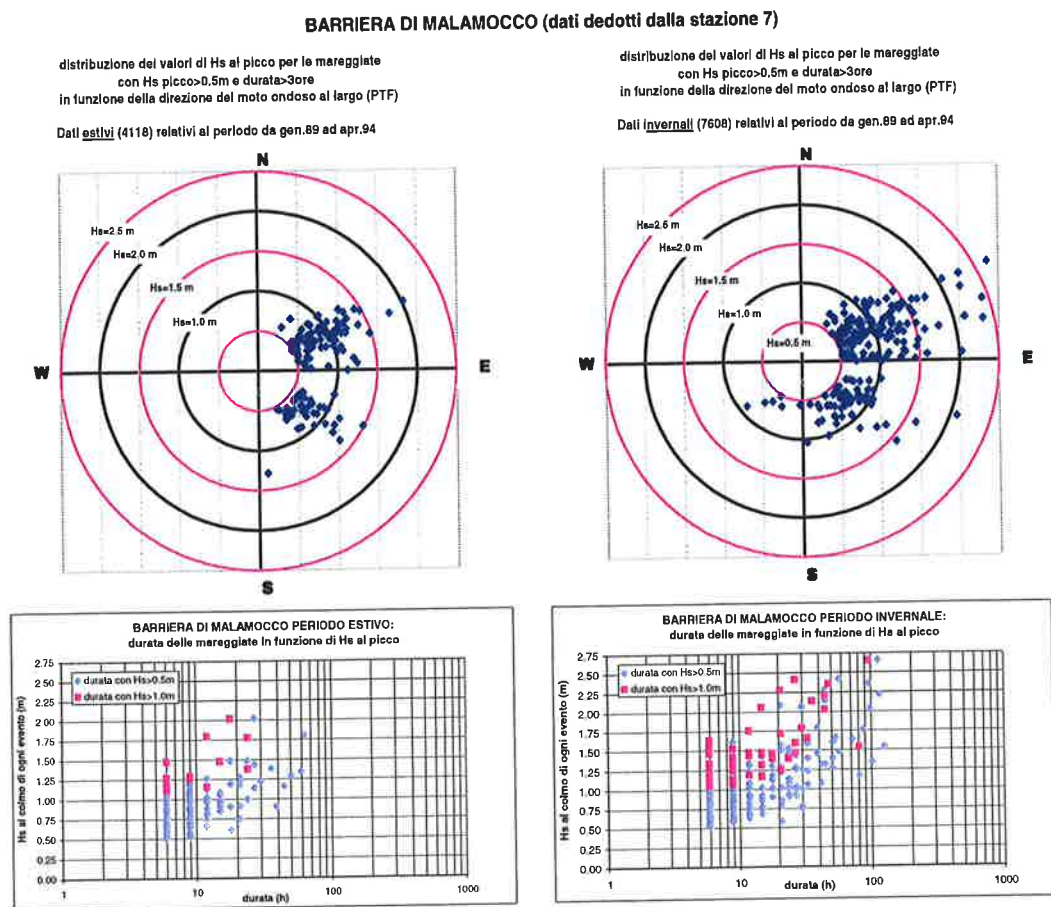 BARRIERA DI MALAMOCCO (dati dedotti dalla stazione 7)
distribuzione dei valori di Hs al picco per le mareggiate
con Hs picco>0.5m e durata>3ore
in funzione della direzione del moto ondoso al largo (PTF)
Dati estivi (4118) relativi al periodo da gen.89 ad apr.94
N
Hs=2.5 m
Hs=2.0 m
Hs=1.5 m
Hs=1.0 m
W
E
S
distribuzione dei valori di Hs al picco per le mareggiate
con Hs picco>0.5m e durata>3ore
in funzione della direzione del moto ondoso al largo (PTF)
Dati invernali (7608) relativi al periodo da gen.89 ad apr.94
N
Hs=2.5 m
Hs=2.0 m
Hs=1.5 m
Hs=1.0 m
Hs=0.5 m
W
E
S
BARRIERA DI MALAMOCCO PERIODO ESTIVO:
durata delle mareggiate in funzione di Hs al picco
Hs al colmo di ogni evento (m)
2.75
2.50
2.25
2.00
1.75
1.50
1.25
1.00
0.75
0.50
0.25
0.00
durata con Hs>0.5m
durata con Hs>1.0m
1 10 100 1000
durata (h)
BARRIERA DI MALAMOCCO PERIODO INVERNALE:
durata delle mareggiate in funzione di Hs al picco
Hs al colmo di ogni evento (m)
2.75
2.50
2.25
2.00
1.75
1.50
1.25
1.00
0.75
0.50
0.25
0.00
durata con Hs>0.5m
durata con Hs>1.0m
1 10 100 1000
durata (h)